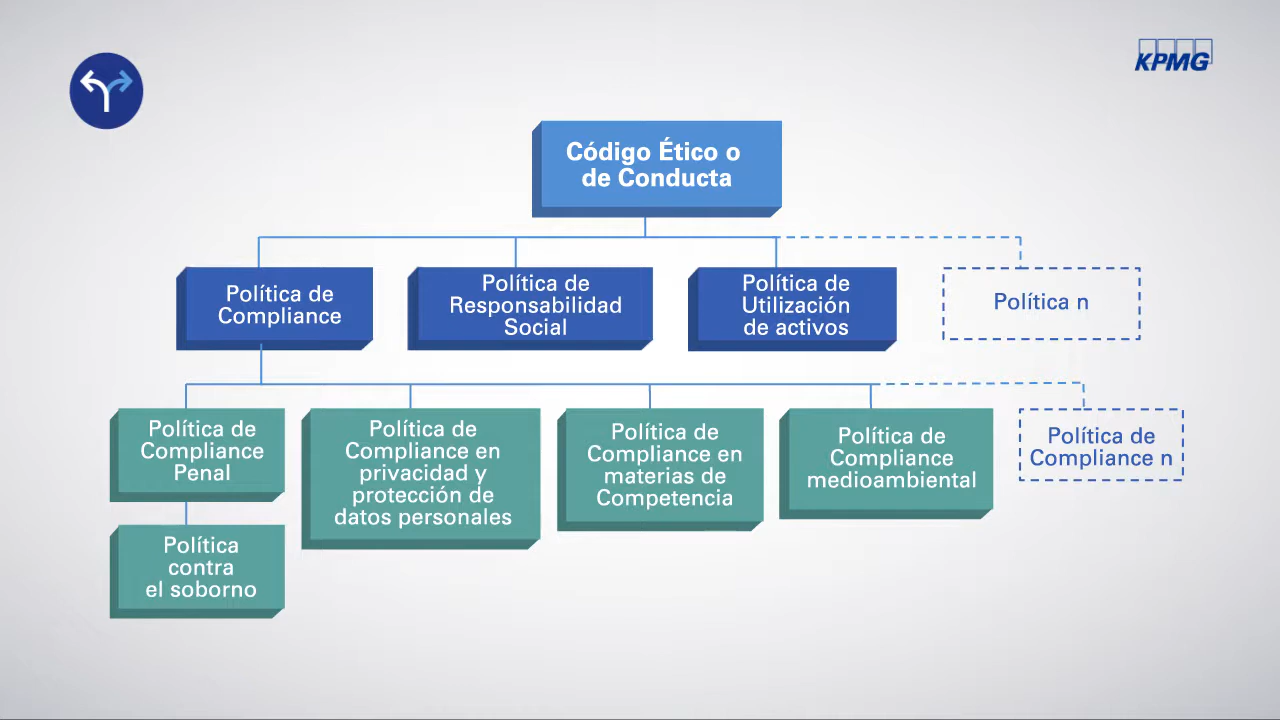 KPMG
Código Ético o
de Conducta
Política de
Compliance
Política de
Responsabilidad
Social
Política de
Utilización
de activos
Política n
Política de
Compliance
Penal
Política de
Compliance en
privacidad y
protección de
datos personales
Política de
Compliance en
materias de
Competencia
Política de
Compliance
medioambiental
Política de
Compliance n
Política
contra
el soborno